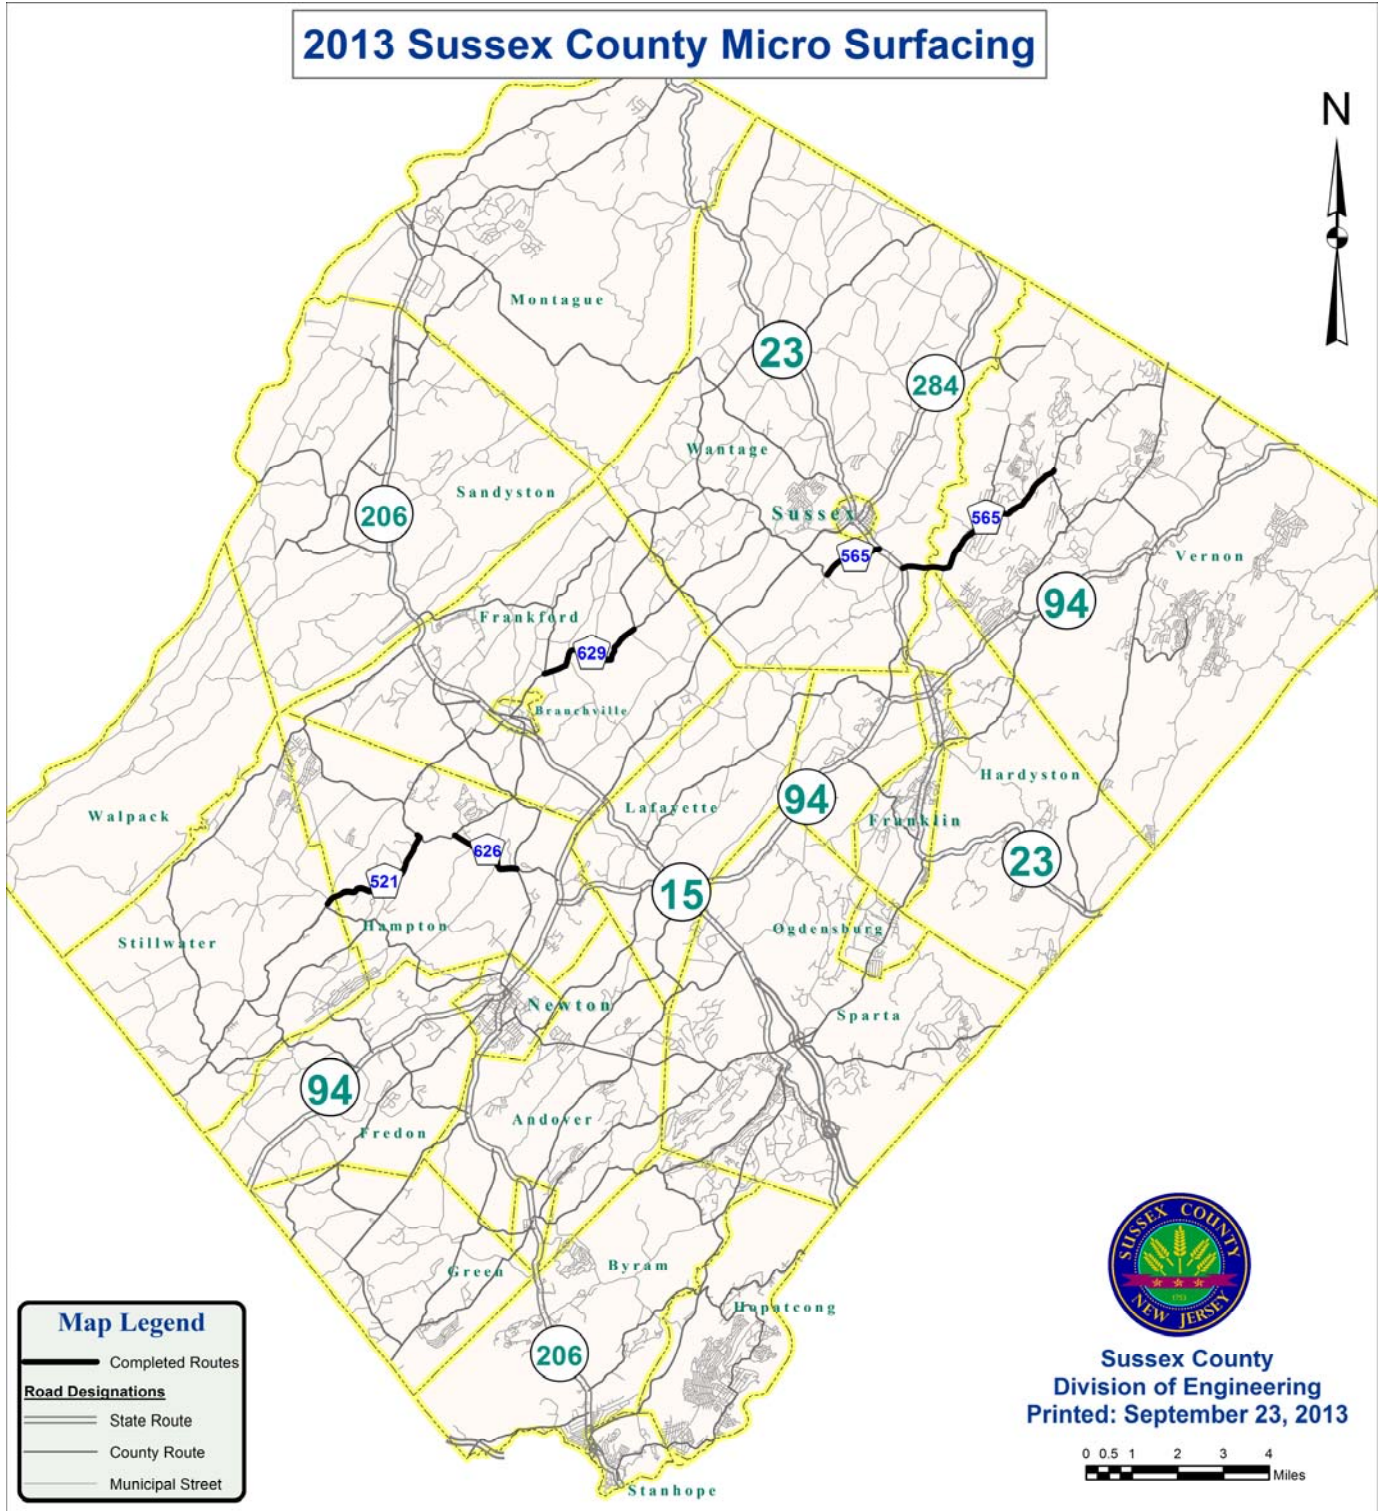 2013 Sussex County Micro Surfacing
N
Montague
23
284
Wantage
Sandyston
206
Sussex
565
565
Vernon
94
Frankford
629
Branchville
Hardyston
Walpack
Lafayette
94
Franklin
626
23
521
15
Hampton
Ogdensburg
Stillwater
Newton
Sparta
94
Andover
Fredon
Green
Byram
Hopatcong
206
Stanhope
Map Legend
Completed Routes
Road Designations
State Route
County Route
Municipal Street
SUSSEX COUNTY
1753
NEW JERSEY
Sussex County
Division of Engineering
Printed: September 23, 2013
0 0.5 1 2 3 4
Miles